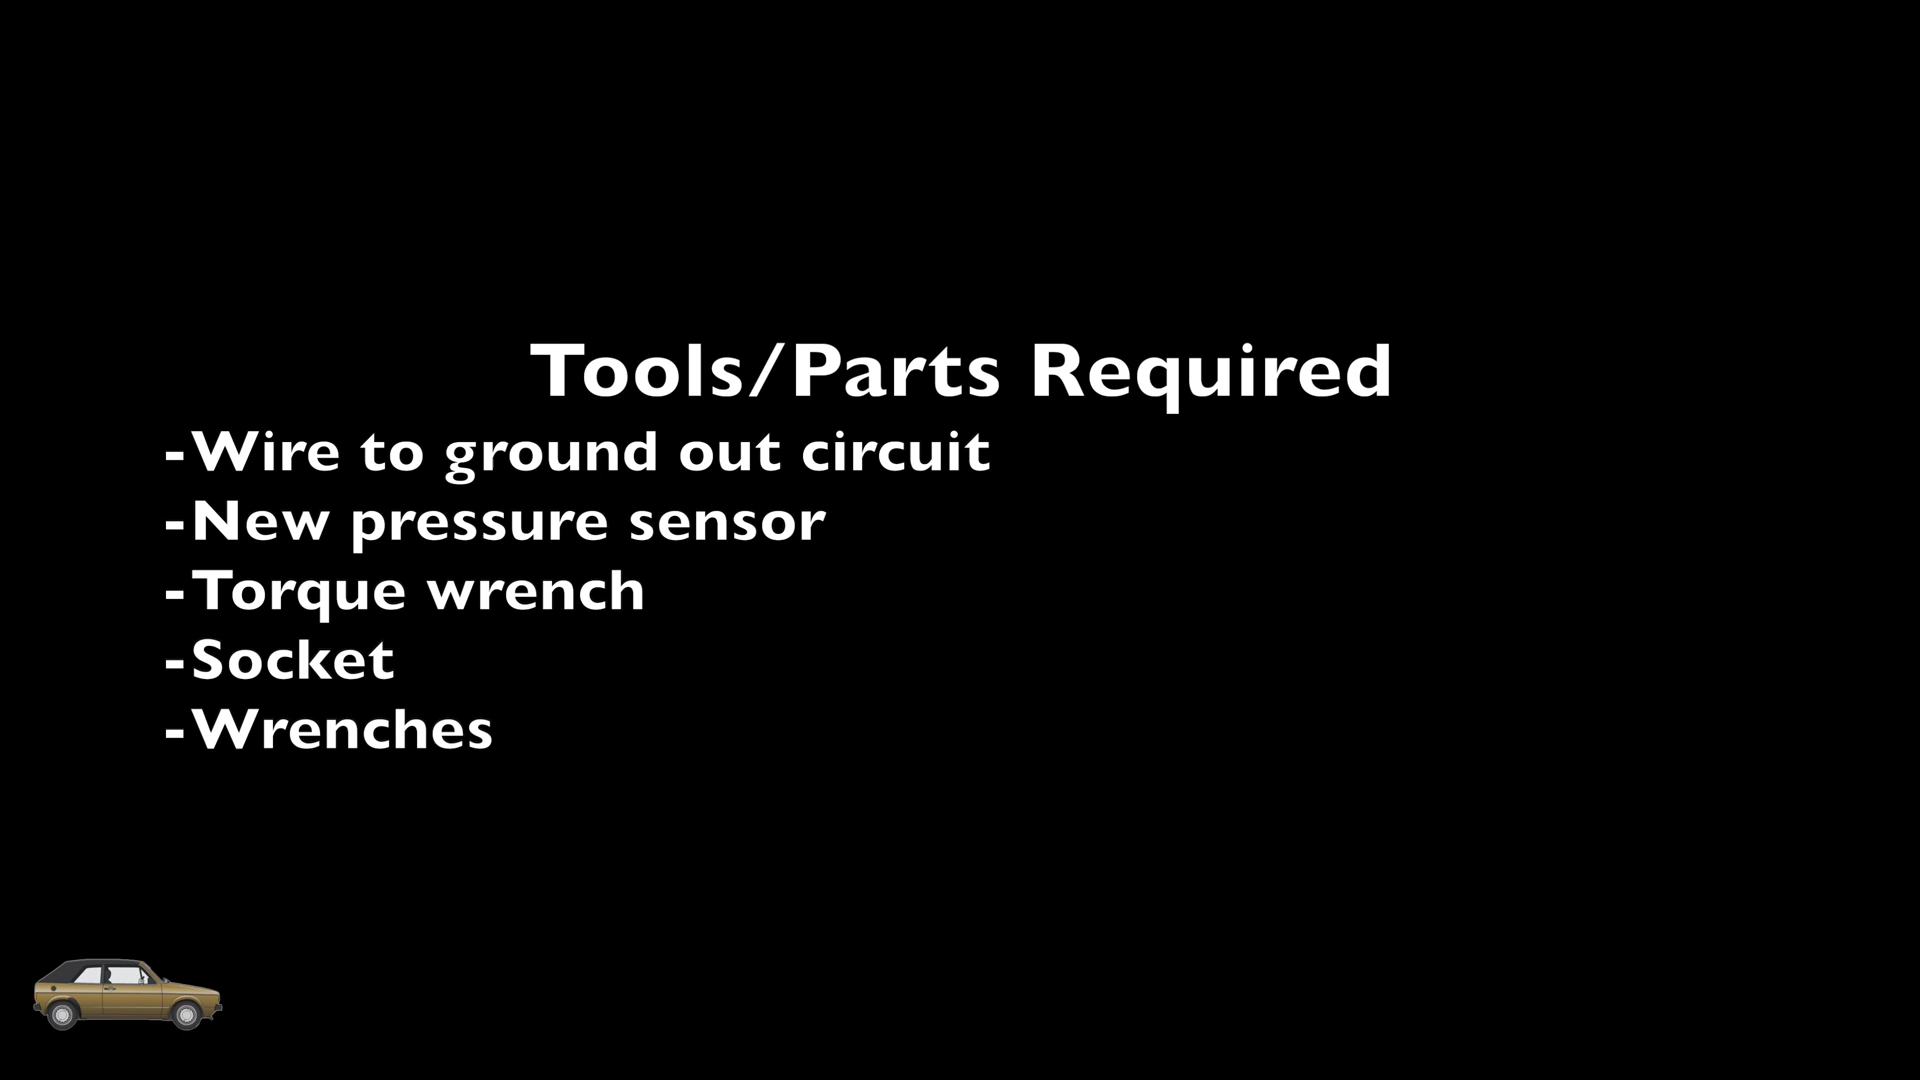 Tools/Parts Required
-Wire to ground out circuit
-New pressure sensor
-Torque wrench
-Socket
-Wrenches